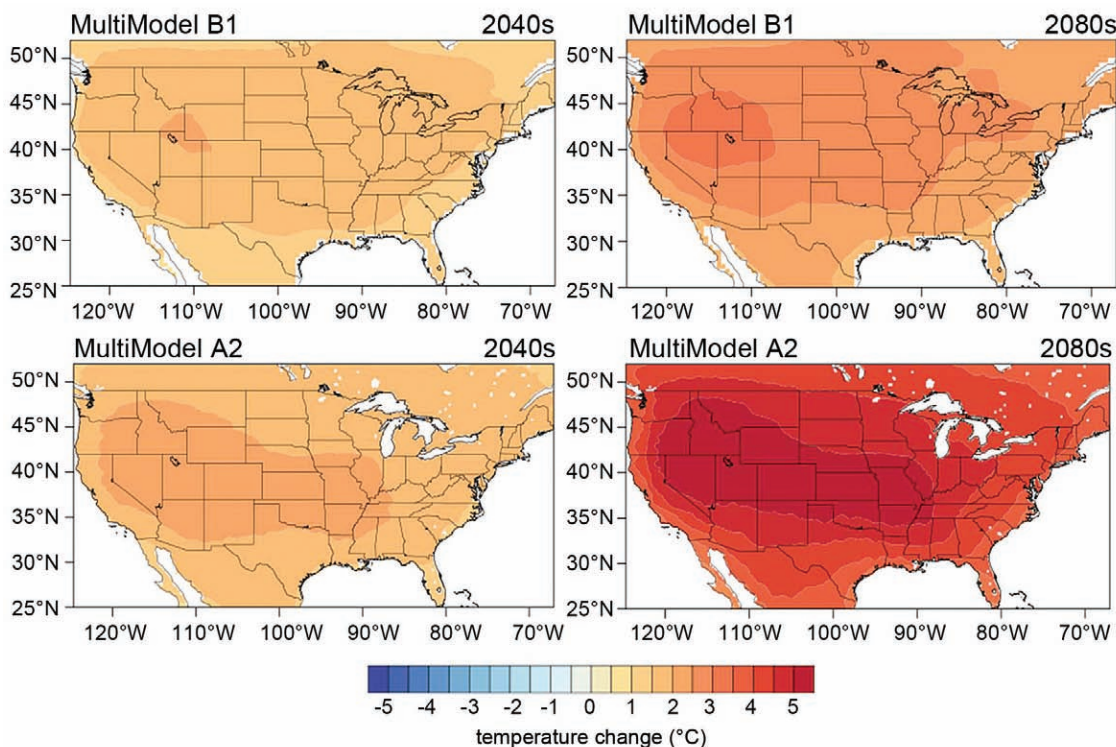 MultiModel B1 2040s
50°N
45°N
40°N
35°N
30°N
25°N
120°W 110°W 100°W 90°W 80°W 70°W
MultiModel B1 2080s
50°N
45°N
40°N
35°N
30°N
25°N
120°W 110°W 100°W 90°W 80°W 70°W
MultiModel A2 2040s
50°N
45°N
40°N
35°N
30°N
25°N
120°W 110°W 100°W 90°W 80°W 70°W
MultiModel A2 2080s
50°N
45°N
40°N
35°N
30°N
25°N
120°W 110°W 100°W 90°W 80°W 70°W
-5 -4 -3 -2 -1 0 1 2 3 4 5
temperature change (°C)